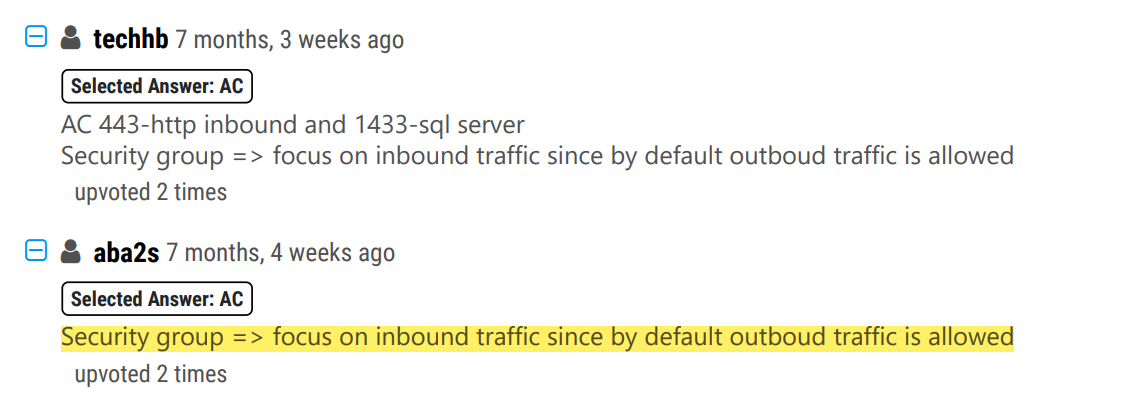 techhb 7 months, 3 weeks ago
Selected Answer: AC
AC 443-http inbound and 1433-sql server
Security group => focus on inbound traffic since by default outboud traffic is allowed
upvoted 2 times
aba2s 7 months, 4 weeks ago
Selected Answer: AC
Security group => focus on inbound traffic since by default outboud traffic is allowed
upvoted 2 times